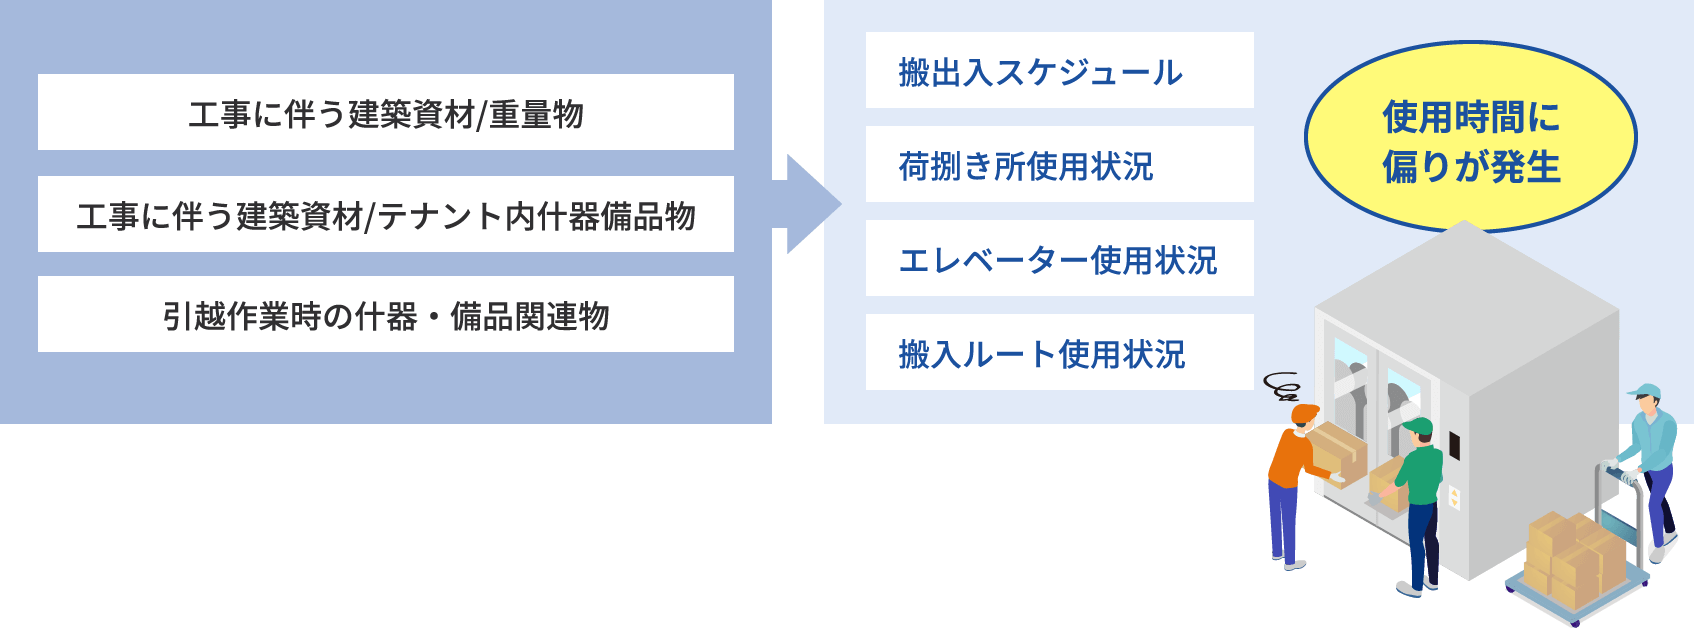 工事に伴う建築資材/重量物
工事に伴う建築資材/テナント内什器備品物
引越作業時の什器・備品関連物
搬出入スケジュール
荷捌き所使用状況
エレベーター使用状況
搬入ルート使用状況
使用時間に
偏りが発生